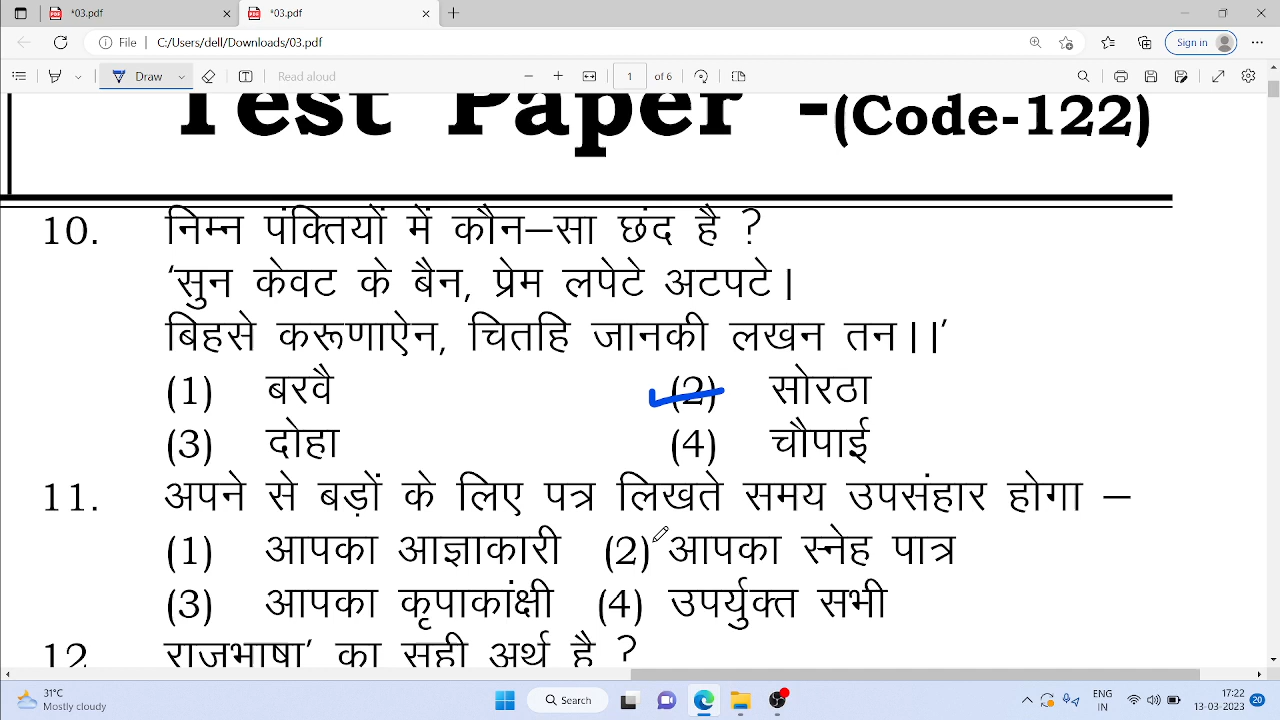 *03.pdf
*03.pdf
File C:/Users/dell/Downloads/03.pdf Sign in
Draw Read aloud 1 of 6
Test Paper -(Code-122)
10. निम्न पंक्तियों में कौन–सा छंद है ?
‘सुन केवट के बैन, प्रेम लपेटे अटपटे।
बिहसे करूणाऐन, चितहि जानकी लखन तन।।’
(1) बरवै (2) सोरठा
(3) दोहा (4) चौपाई
11. अपने से बड़ों के लिए पत्र लिखते समय उपसंहार होगा –
(1) आपका आज्ञाकारी (2) आपका स्नेह पात्र
(3) आपका कृपाकांक्षी (4) उपर्युक्त सभी
12 राजभाषा’ का सही अर्थ है ?
31°C
Mostly cloudy
Search
ENG
IN
17:22
13-03-2023
20